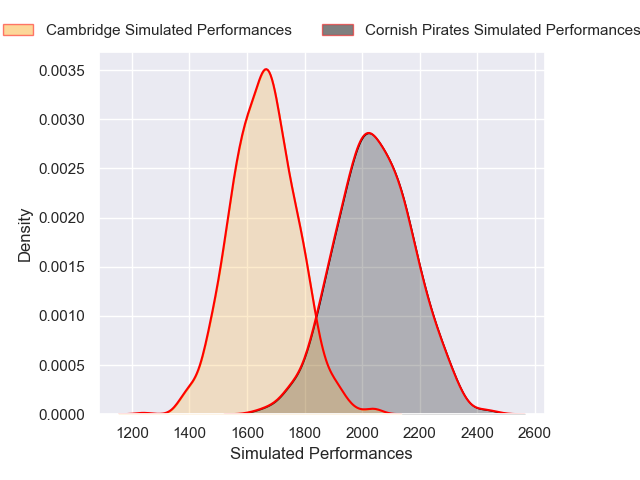 Cambridge Simulated Performances Cornish Pirates Simulated Performances
0.0035
0.0030
0.0025
0.0020
0.0015
0.0010
0.0005
0.0000
Density
1200 1400 1600 1800 2000 2200 2400 2600
Simulated Performances